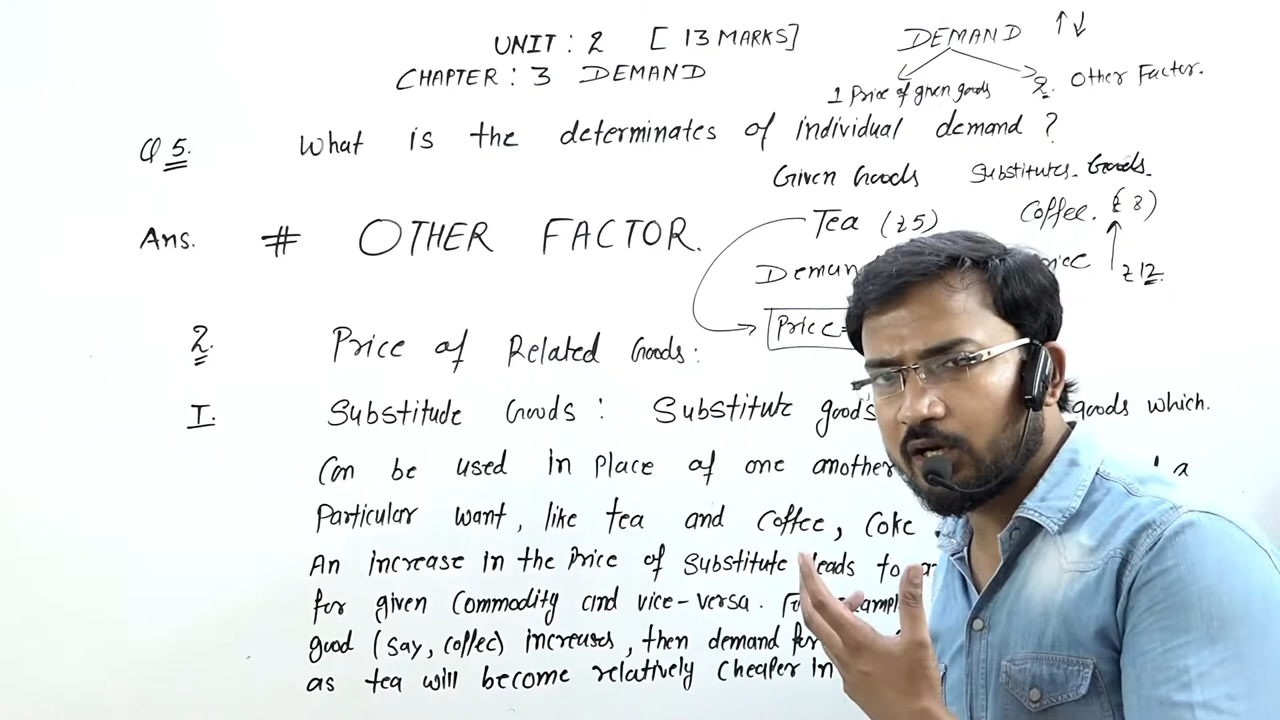 UNIT : 2 [ 13 MARKS]
CHAPTER : 3 DEMAND
DEMAND ↑↓
1 Price of given goods
2. Other Factor.
Q 5. What is the determinates of individual demand ?
Given Goods
Substitutes Goods
Tea (₹5)
Coffee. (₹ 8)
₹12
Price=
Ans. # OTHER FACTOR.
2. Price of Related Goods :
I. Substitude Goods : Substitute goods goods which.
Can be used in Place of one another a
Particular want, like tea and coffee, Coke
An increase in the Price of Substitute leads to
for given Commodity and vice-versa.
good (say, coffee) increases, then demand for
as tea will become relatively cheaper in